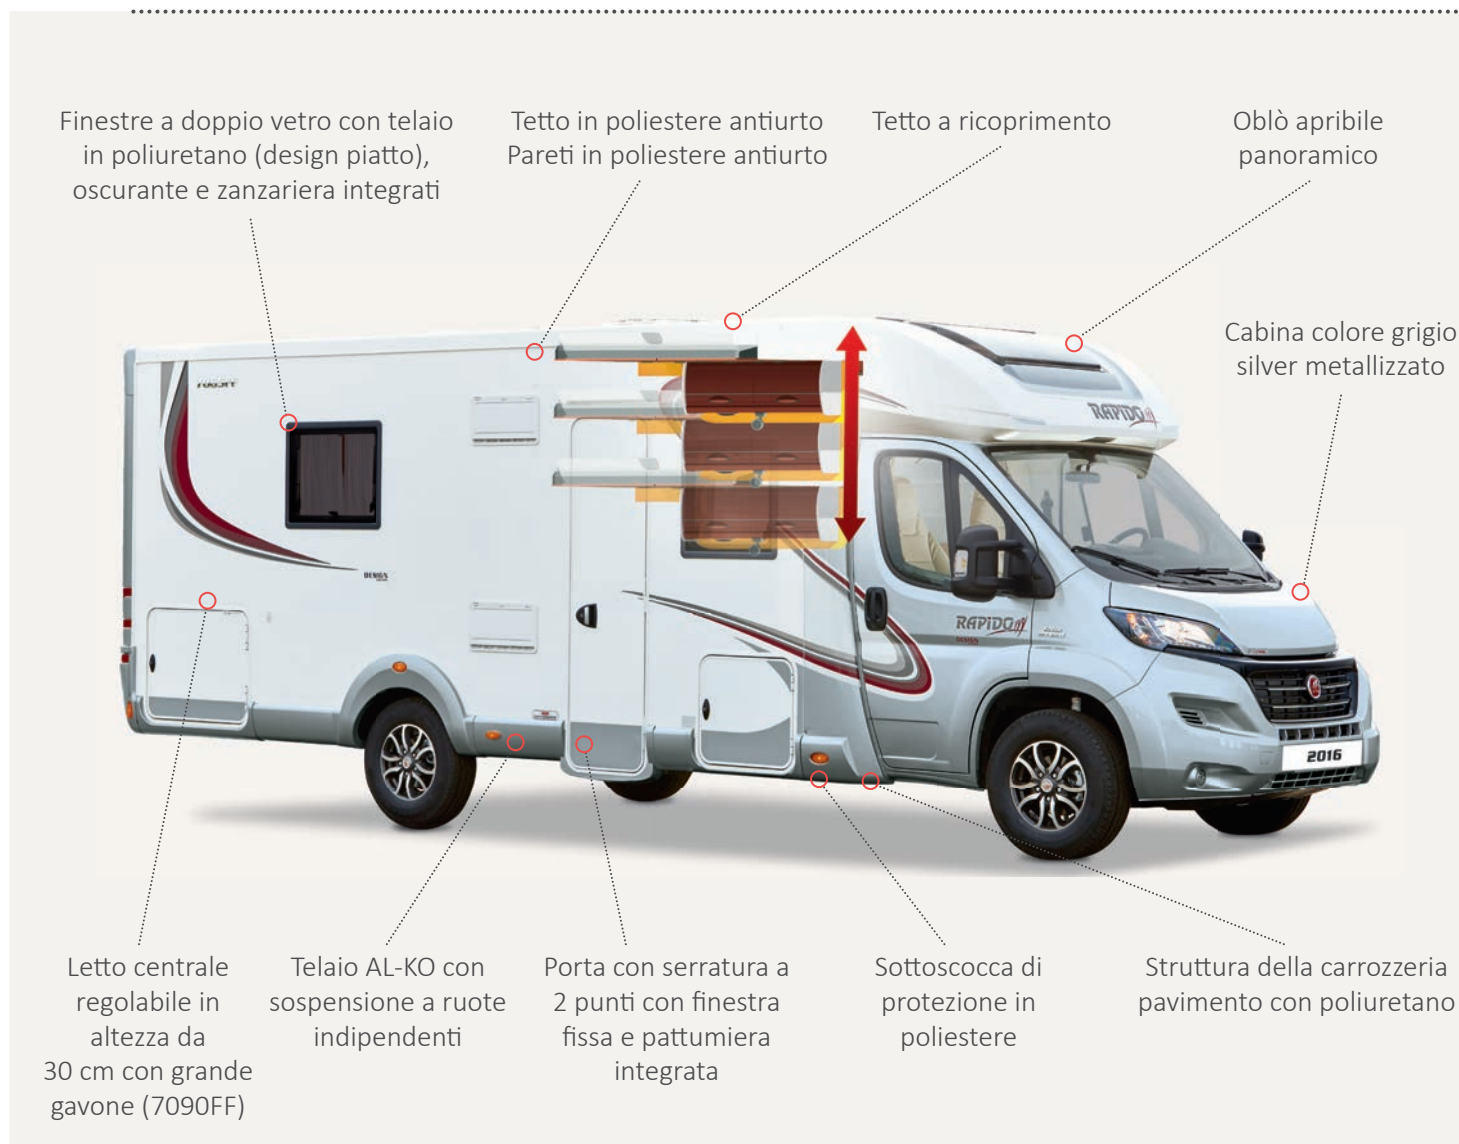 Finestre a doppio vetro con telaio
in poliuretano (design piatto),
oscurante e zanzariera integrati
Tetto in poliestere antiurto
Pareti in poliestere antiurto
Tetto a ricoprimento
Oblò apribile
panoramico
Cabina colore grigio
silver metallizzato
RAPIDO
DESIGN
RAPIDO
DESIGN
2016
Letto centrale
regolabile in
altezza da
30 cm con grande
gavone (7090FF)
Telaio AL-KO con
sospensione a ruote
indipendenti
Porta con serratura a
2 punti con finestra
fissa e pattumiera
integrata
Sottoscocca di
protezione in
poliestere
Struttura della carrozzeria
pavimento con poliuretano